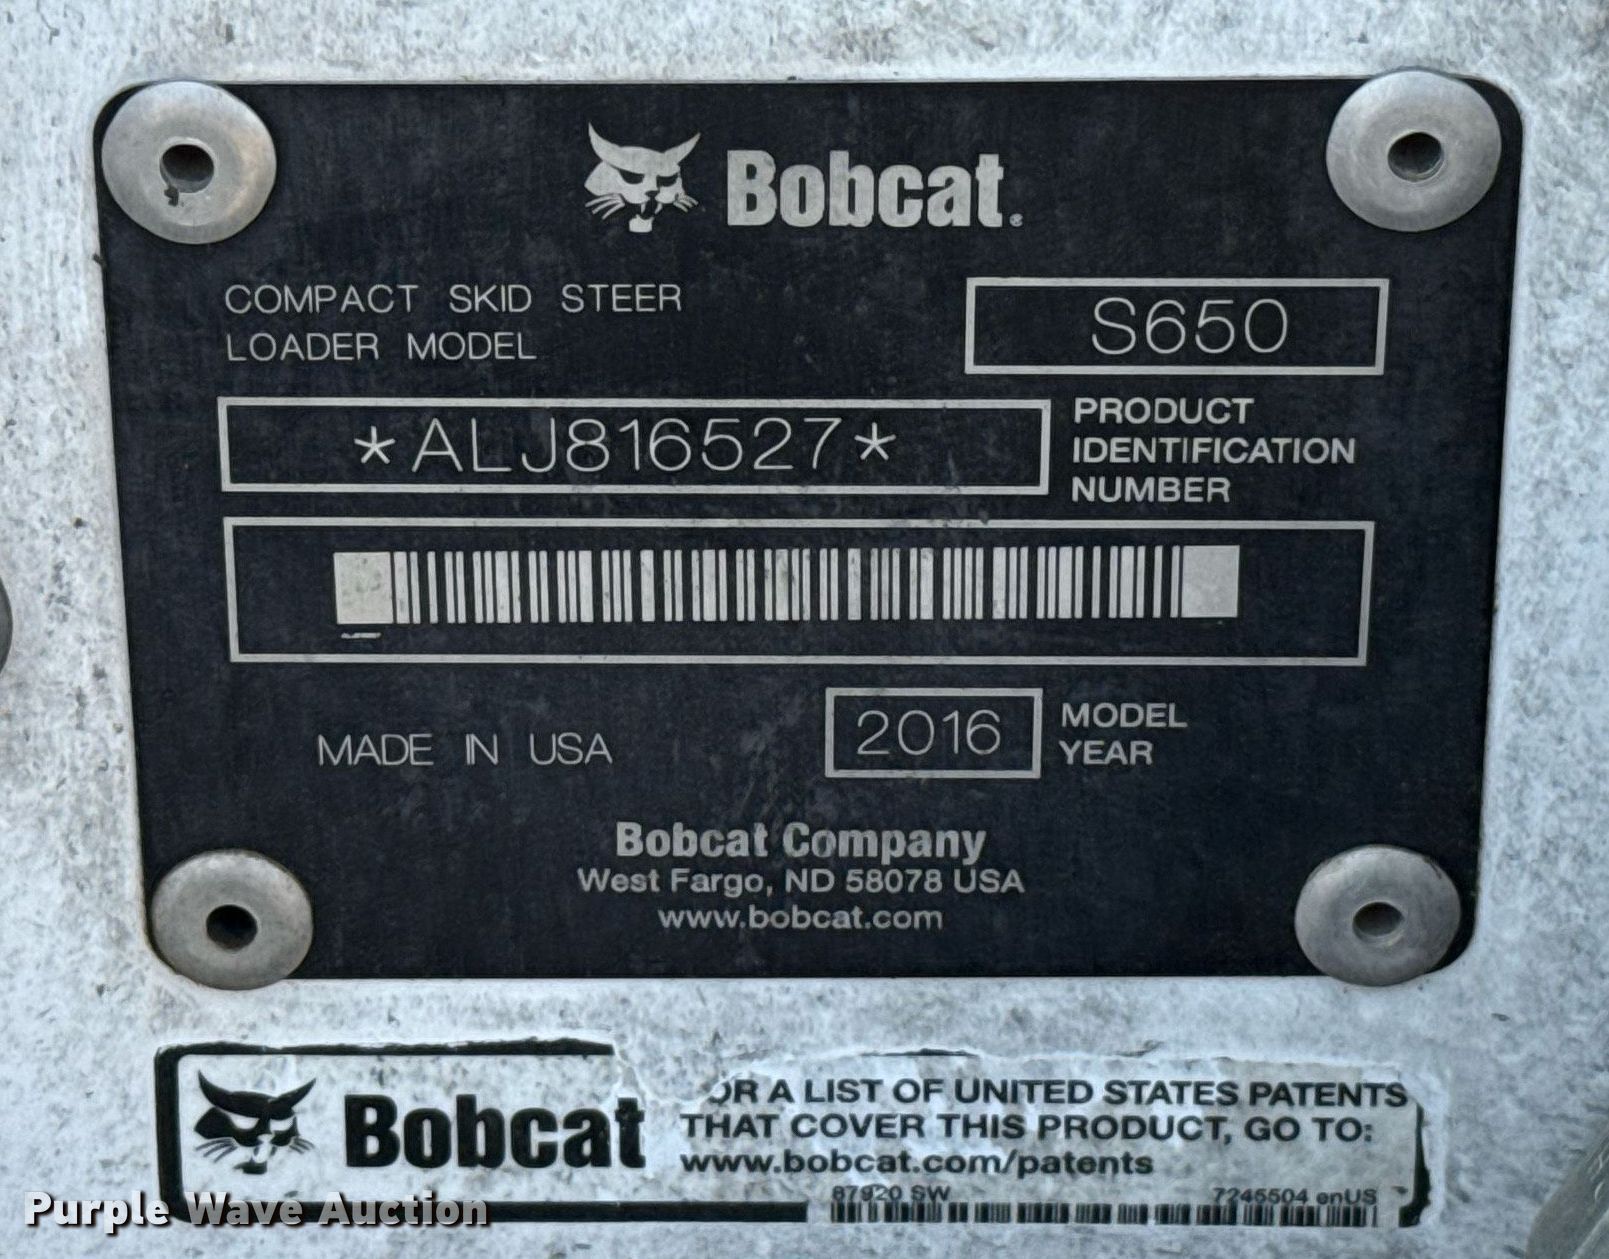 Bobcat®
COMPACT SKID STEER
LOADER MODEL
S650
*ALJ816527*
PRODUCT
IDENTIFICATION
NUMBER
MADE IN USA
2016
MODEL
YEAR
Bobcat Company
West Fargo, ND 58078 USA
www.bobcat.com
Bobcat
OR A LIST OF UNITED STATES PATENTS
THAT COVER THIS PRODUCT, GO TO:
www.bobcat.com/patents
87920 SW 7245504 enUS
Purple Wave Auction